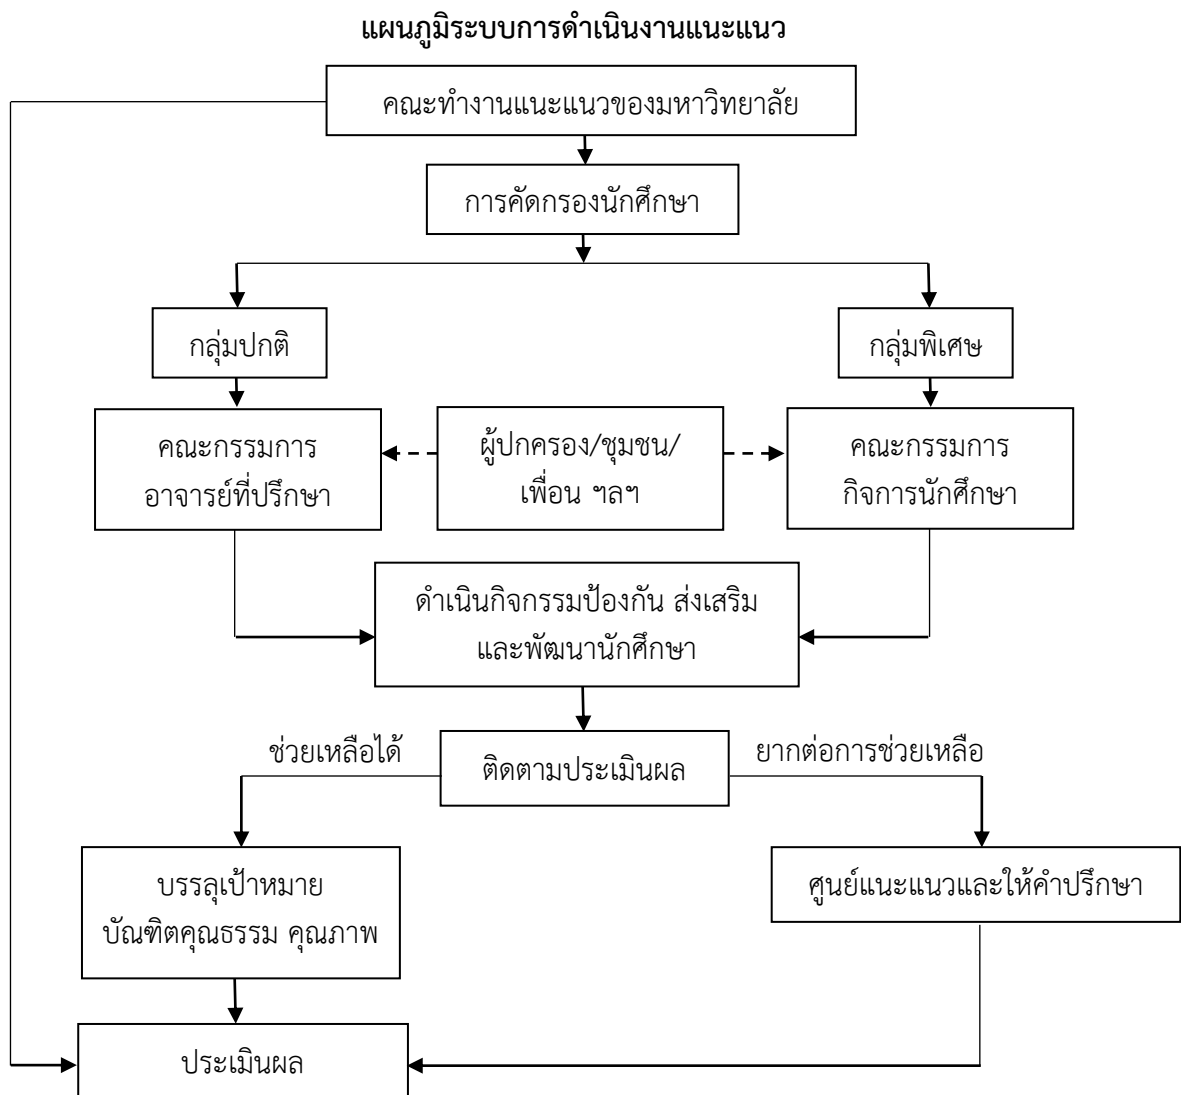 แผนภูมิระบบการดำเนินงานแนะแนว
คณะทำงานแนะแนวของมหาวิทยาลัย
การคัดกรองนักศึกษา
กลุ่มปกติ
กลุ่มพิเศษ
คณะกรรมการ
อาจารย์ที่ปรึกษา
ผู้ปกครอง/ชุมชน/
เพื่อน ฯลฯ
คณะกรรมการ
กิจการนักศึกษา
ดำเนินกิจกรรมป้องกัน ส่งเสริม
และพัฒนานักศึกษา
ช่วยเหลือได้
ติดตามประเมินผล
ยากต่อการช่วยเหลือ
บรรลุเป้าหมาย
บัณฑิตคุณธรรม คุณภาพ
ศูนย์แนะแนวและให้คำปรึกษา
ประเมินผล